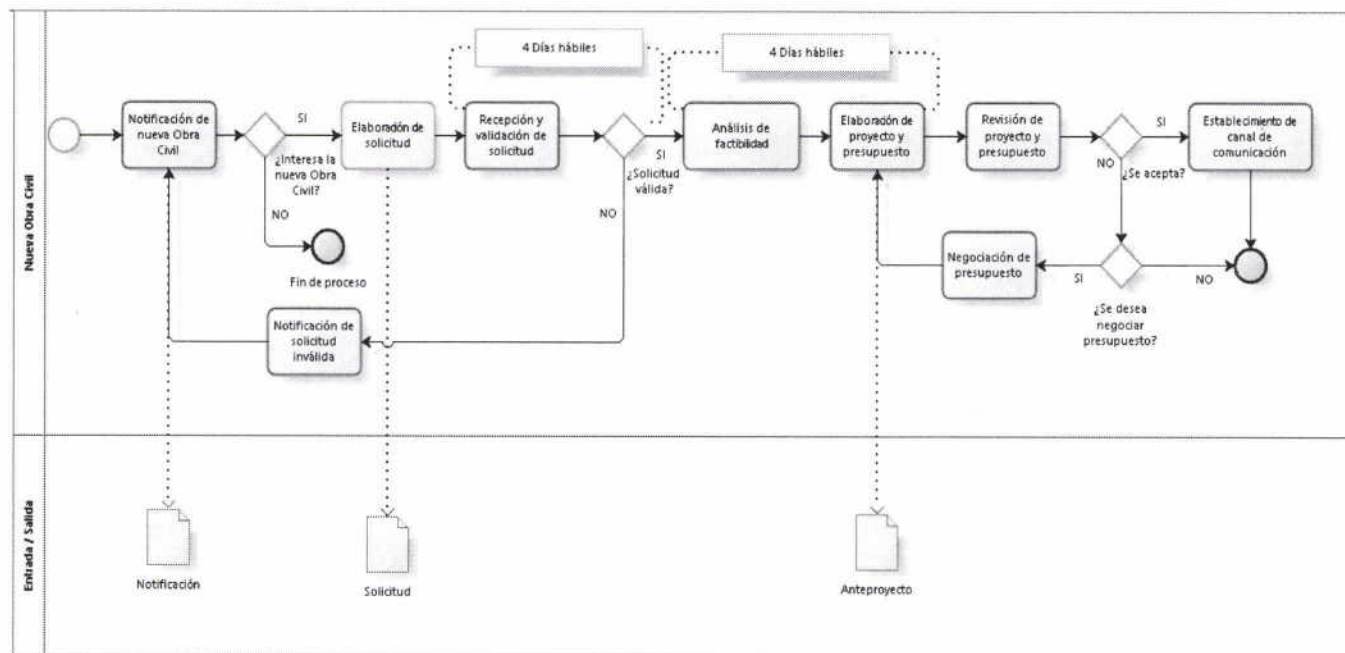 Nueva Obra Civil
4 Días hábiles
4 Días hábiles
Notificación de
nueva Obra
Civil
SI
¿Interesa la
nueva Obra
Civil?
NO
Fin de proceso
Elaboración de
solicitud
Recepción y
validación de
solicitud
SI
¿Solicitud
válida?
NO
Notificación de
solicitud
inválida
Análisis de
factibilidad
Elaboración de
proyecto y
presupuesto
Revisión de
proyecto y
presupuesto
SI
NO
¿Se acepta?
Establecimiento de
canal de
comunicación
Negociación de
presupuesto
SI
NO
¿Se desea
negociar
presupuesto?
Entrada / Salida
Notificación
Solicitud
Anteproyecto